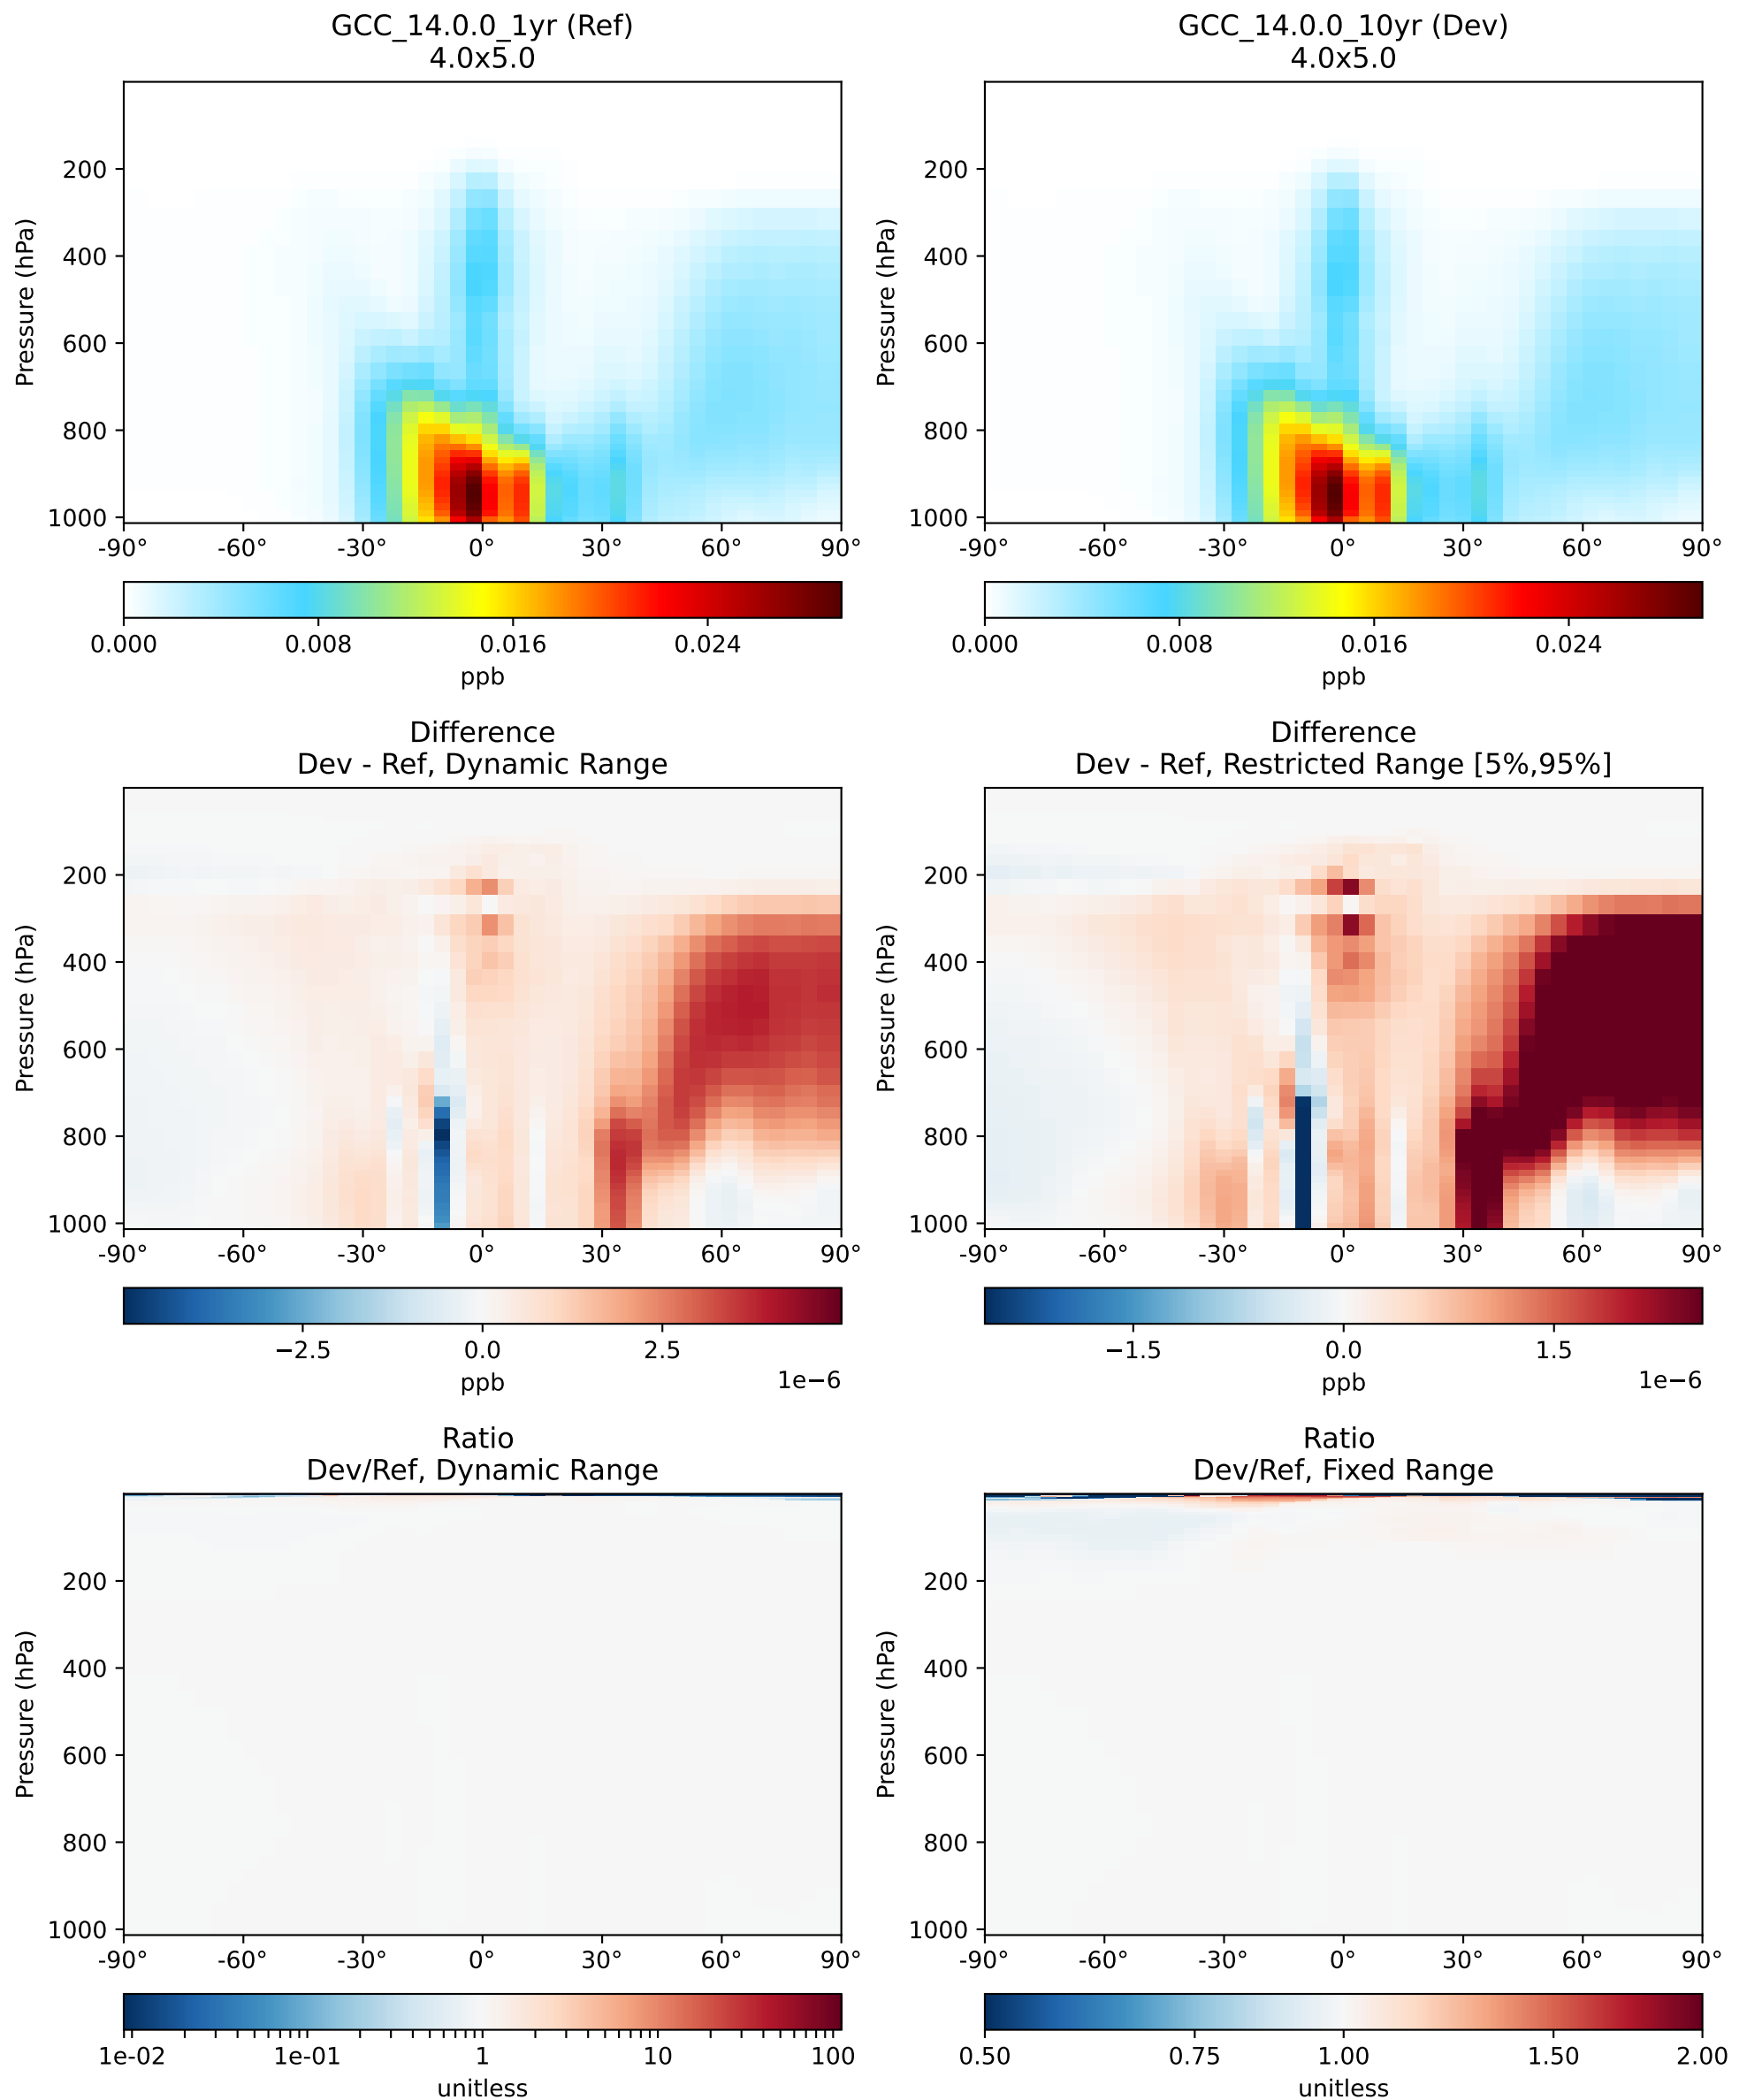 GCC_14.0.0_1yr (Ref)
4.0x5.0
GCC_14.0.0_10yr (Dev)
4.0x5.0
Pressure (hPa)
200
400
600
800
1000
-90° -60° -30° 0° 30° 60° 90°
0.000 0.008 0.016 0.024
ppb
Pressure (hPa)
200
400
600
800
1000
-90° -60° -30° 0° 30° 60° 90°
0.000 0.008 0.016 0.024
ppb
Difference
Dev - Ref, Dynamic Range
Difference
Dev - Ref, Restricted Range [5%,95%]
Pressure (hPa)
200
400
600
800
1000
-90° -60° -30° 0° 30° 60° 90°
−2.5 0.0 2.5
ppb 1e−6
Pressure (hPa)
200
400
600
800
1000
-90° -60° -30° 0° 30° 60° 90°
−1.5 0.0 1.5
ppb 1e−6
Ratio
Dev/Ref, Dynamic Range
Ratio
Dev/Ref, Fixed Range
Pressure (hPa)
200
400
600
800
1000
-90° -60° -30° 0° 30° 60° 90°
1e-02 1e-01 1 10 100
unitless
Pressure (hPa)
200
400
600
800
1000
-90° -60° -30° 0° 30° 60° 90°
0.50 0.75 1.00 1.50 2.00
unitless